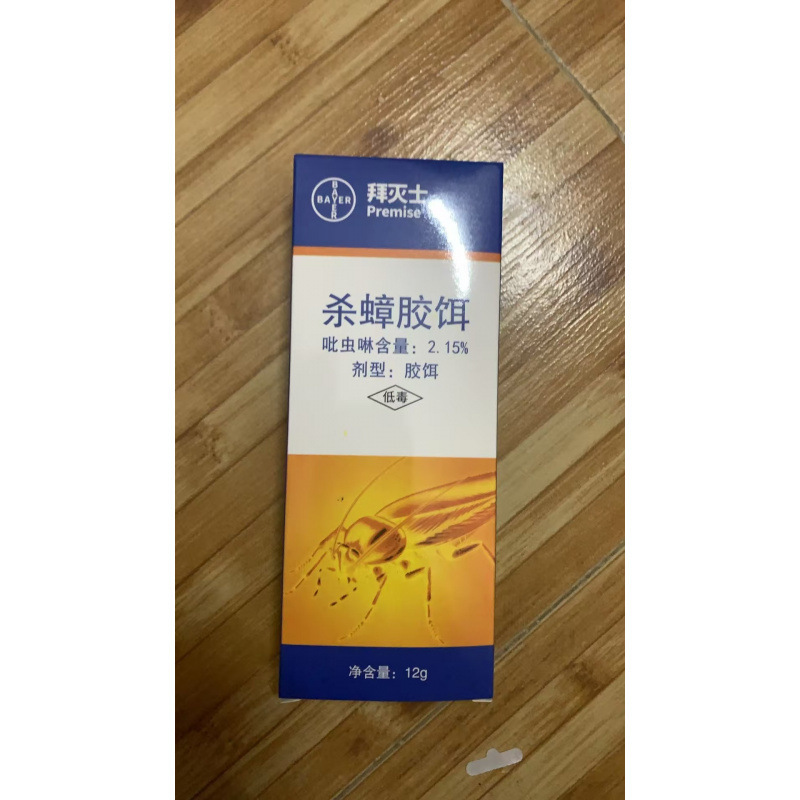 BAYER
BAYER
拜灭士
Premise
杀蟑胶饵
吡虫啉含量：2.15%
剂型：胶饵
低毒
净含量：12g